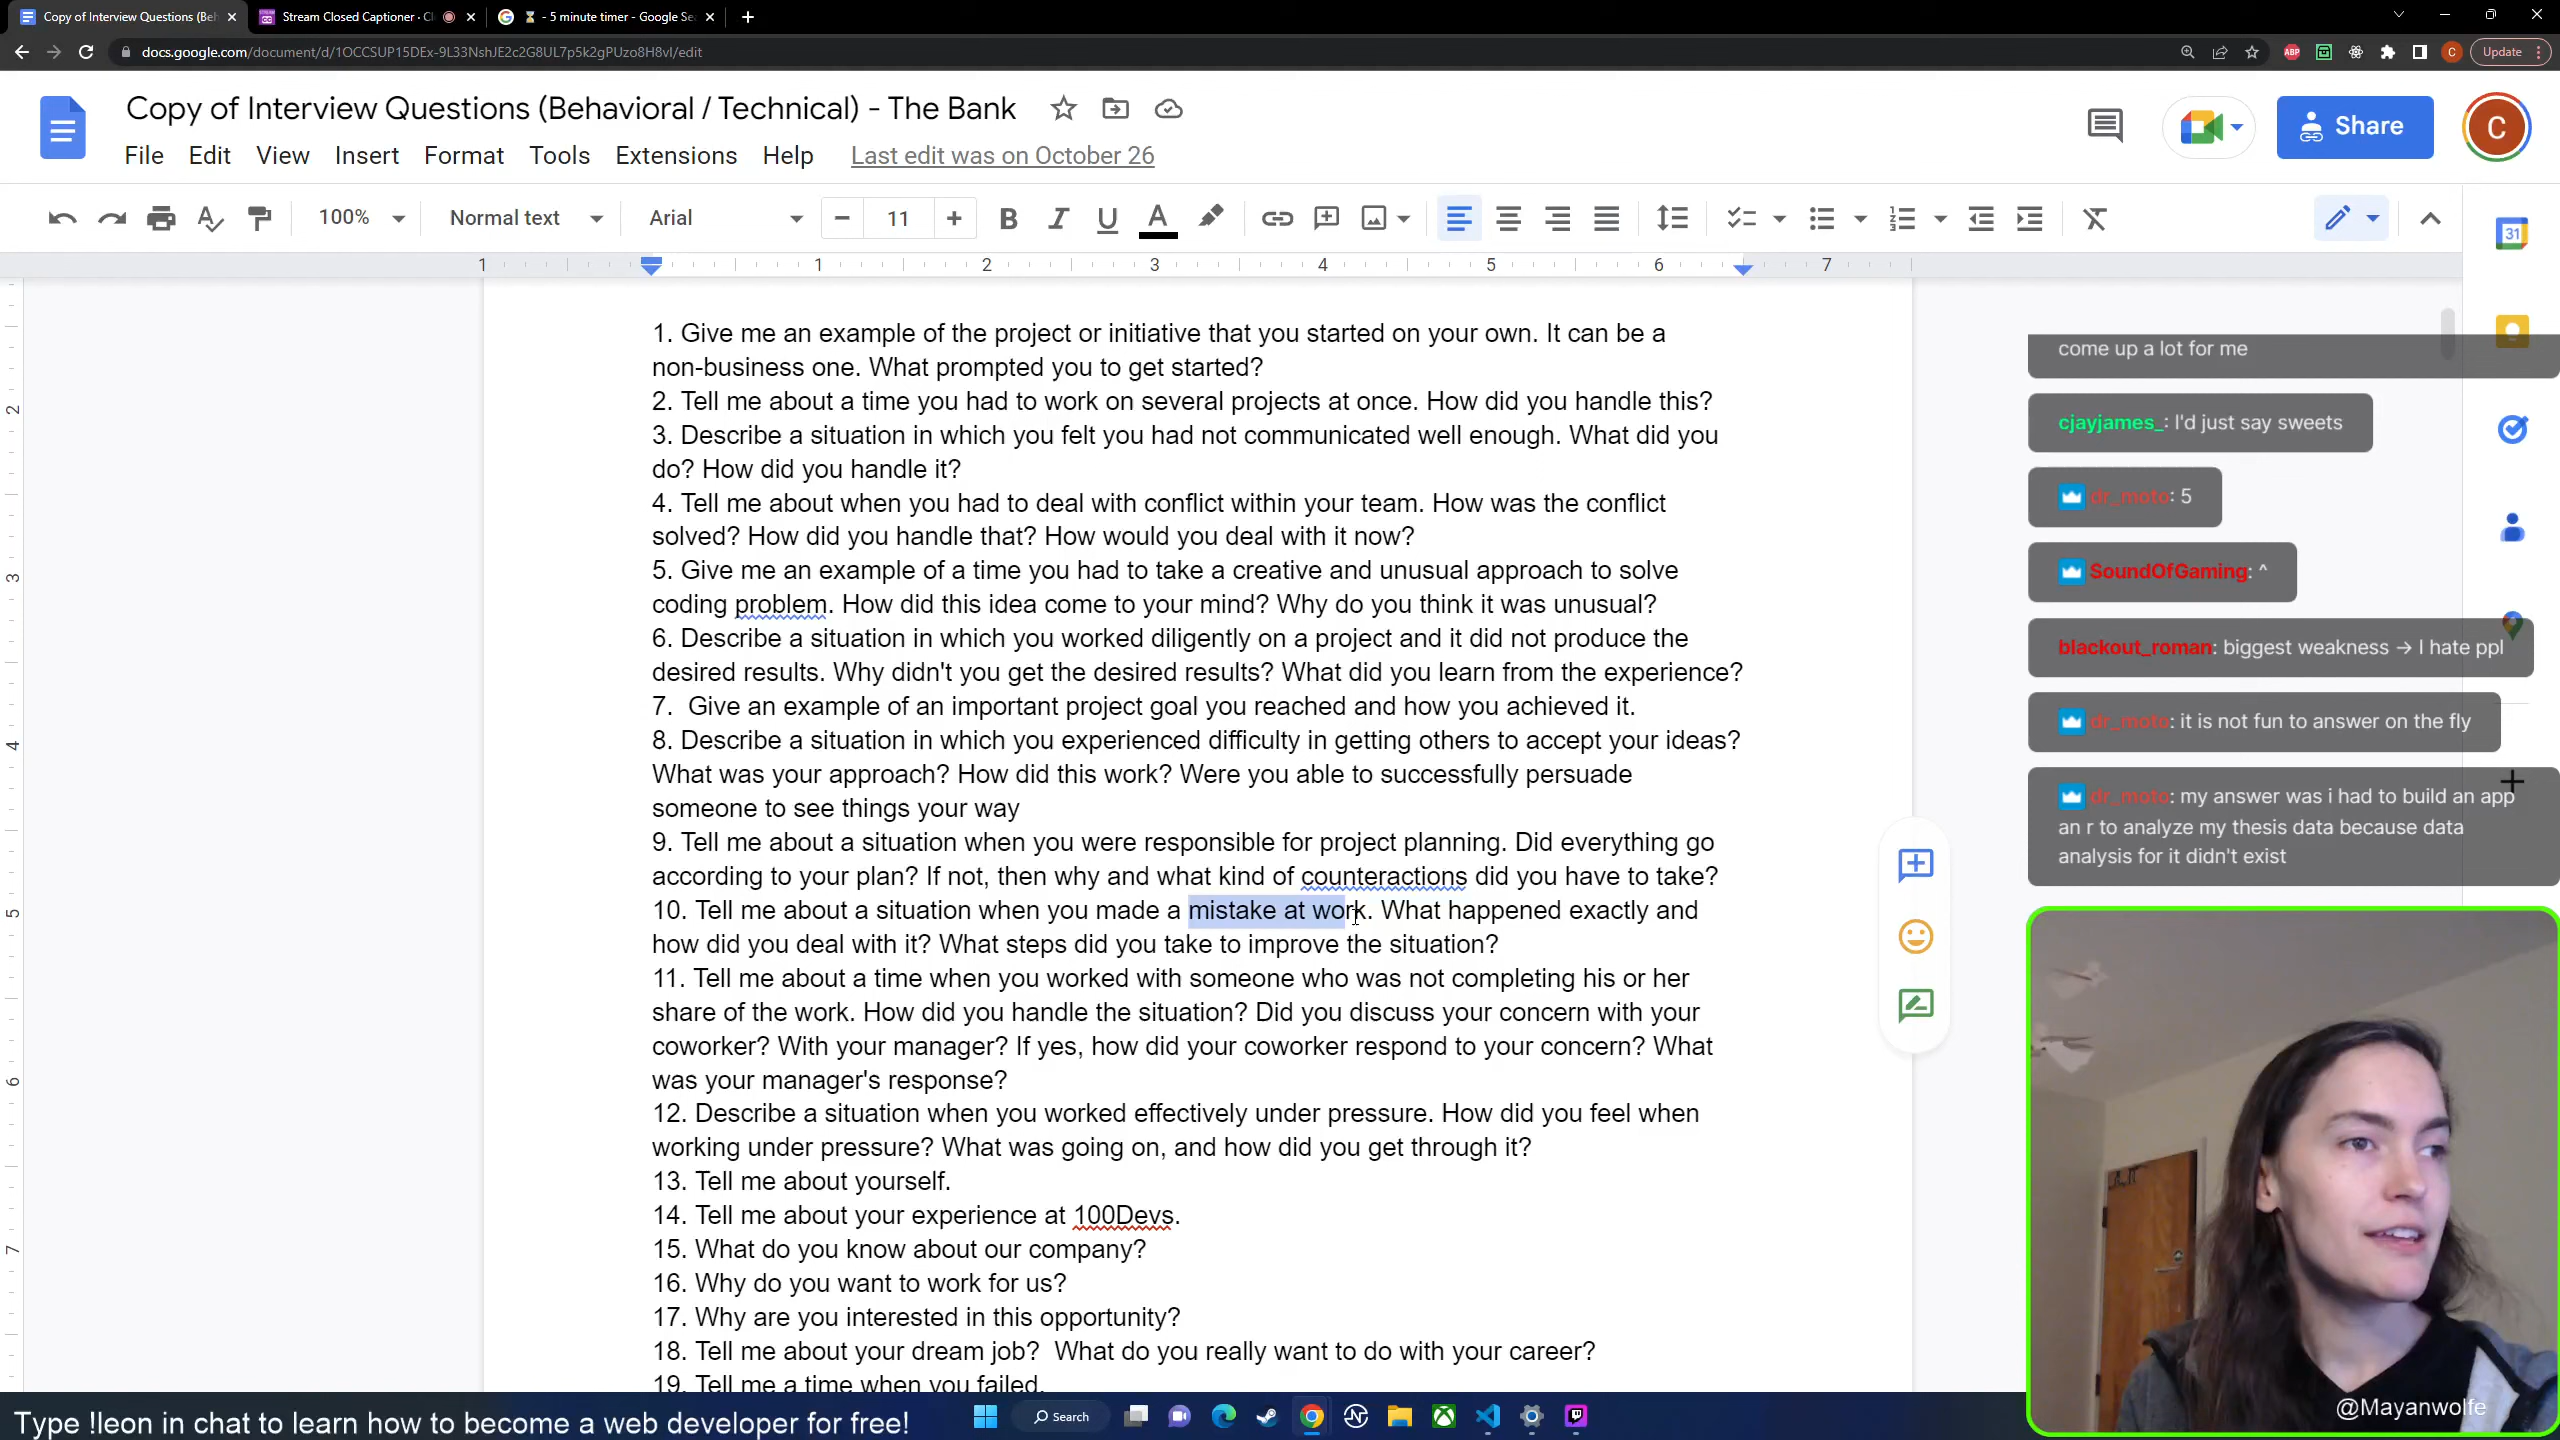 Copy of Interview Questions (Beh
Stream Closed Captioner · Cl
⌛ - 5 minute timer - Google Se
docs.google.com/document/d/1OCCSUP15DEx-9L33NshJE2c2G8UL7p5k2gPUzo8H8vI/edit
ABP
C
Update
Copy of Interview Questions (Behavioral / Technical) - The Bank
Share
C
File Edit View Insert Format Tools Extensions Help Last edit was on October 26
100% Normal text Arial 11
31
1 1 2 3 4 5 6 7
1. Give me an example of the project or initiative that you started on your own. It can be a
non-business one. What prompted you to get started?
2. Tell me about a time you had to work on several projects at once. How did you handle this?
3. Describe a situation in which you felt you had not communicated well enough. What did you
do? How did you handle it?
4. Tell me about when you had to deal with conflict within your team. How was the conflict
solved? How did you handle that? How would you deal with it now?
5. Give me an example of a time you had to take a creative and unusual approach to solve
coding problem. How did this idea come to your mind? Why do you think it was unusual?
6. Describe a situation in which you worked diligently on a project and it did not produce the
desired results. Why didn't you get the desired results? What did you learn from the experience?
7.  Give an example of an important project goal you reached and how you achieved it.
8. Describe a situation in which you experienced difficulty in getting others to accept your ideas?
What was your approach? How did this work? Were you able to successfully persuade
someone to see things your way
9. Tell me about a situation when you were responsible for project planning. Did everything go
according to your plan? If not, then why and what kind of counteractions did you have to take?
10. Tell me about a situation when you made a mistake at work. What happened exactly and
how did you deal with it? What steps did you take to improve the situation?
11. Tell me about a time when you worked with someone who was not completing his or her
share of the work. How did you handle the situation? Did you discuss your concern with your
coworker? With your manager? If yes, how did your coworker respond to your concern? What
was your manager's response?
12. Describe a situation when you worked effectively under pressure. How did you feel when
working under pressure? What was going on, and how did you get through it?
13. Tell me about yourself.
14. Tell me about your experience at 100Devs.
15. What do you know about our company?
16. Why do you want to work for us?
17. Why are you interested in this opportunity?
18. Tell me about your dream job?  What do you really want to do with your career?
19. Tell me a time when you failed.
2
3
4
5
6
7
come up a lot for me
cjayjames_: I'd just say sweets
dr_moto: 5
SoundOfGaming: ^
blackout_roman: biggest weakness → I hate ppl
dr_moto: it is not fun to answer on the fly
dr_moto: my answer was i had to build an app
an r to analyze my thesis data because data
analysis for it didn't exist
@Mayanwolfe
Type !leon in chat to learn how to become a web developer for free!
Search